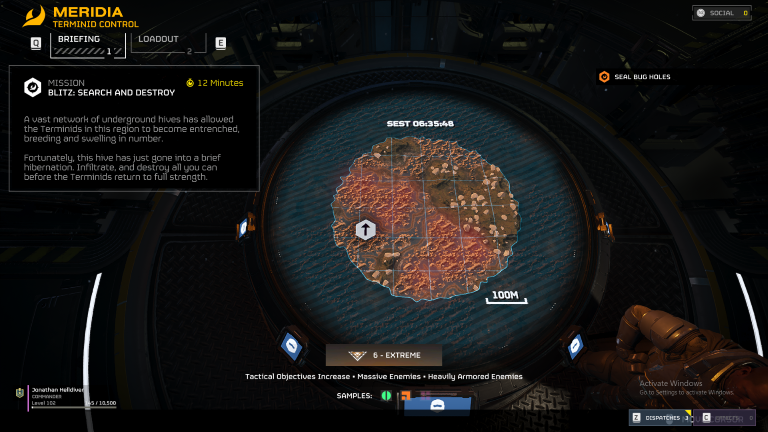 MERIDIA
TERMINID CONTROL
SOCIAL 0
Q BRIEFING 1 LOADOUT 2 E
MISSION 12 Minutes
BLITZ: SEARCH AND DESTROY
SEAL BUG HOLES
A vast network of underground hives has allowed
the Terminids in this region to become entrenched,
breeding and swelling in number.
Fortunately, this hive has just gone into a brief
hibernation. Infiltrate, and destroy all you can
before the Terminids return to full strength.
SEST 06:35:48
100M
6 - EXTREME
Tactical Objectives Increase • Massive Enemies • Heavily Armored Enemies
SAMPLES:
Jonathan Helldiver
COMMANDER
Level 102 / 10,500
Activate Windows
Go to Settings to activate Windows.
Z DISPATCHES 3 C